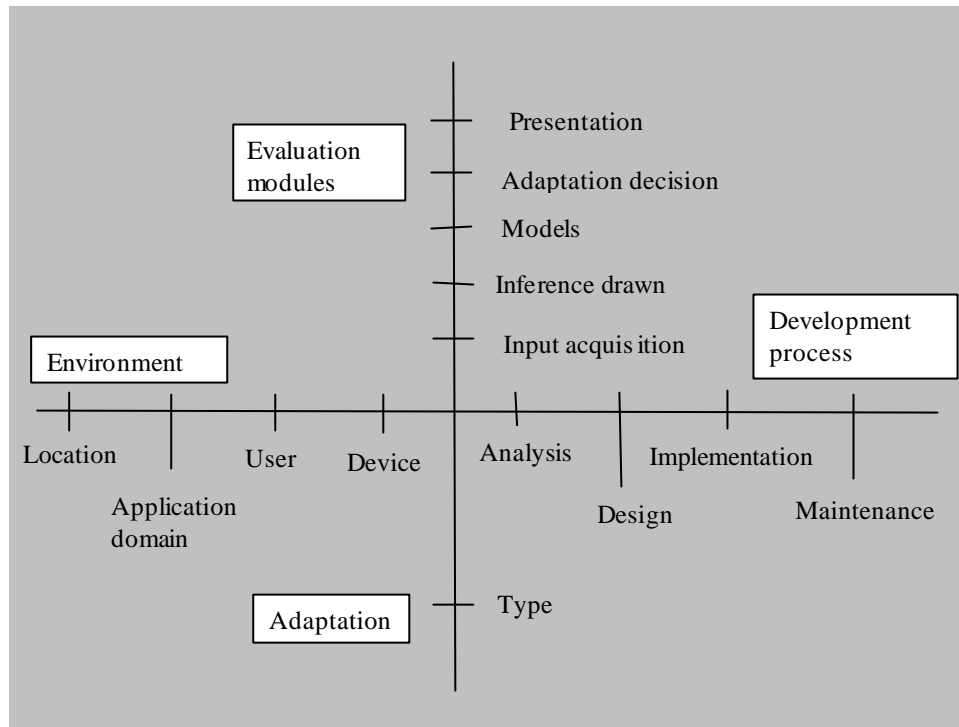 Presentation
Evaluation
modules
Adaptation decision
Models
Inference drawn
Development
process
Input acquisition
Environment
Location
User
Device
Analysis
Implementation
Application
domain
Design
Maintenance
Adaptation
Type